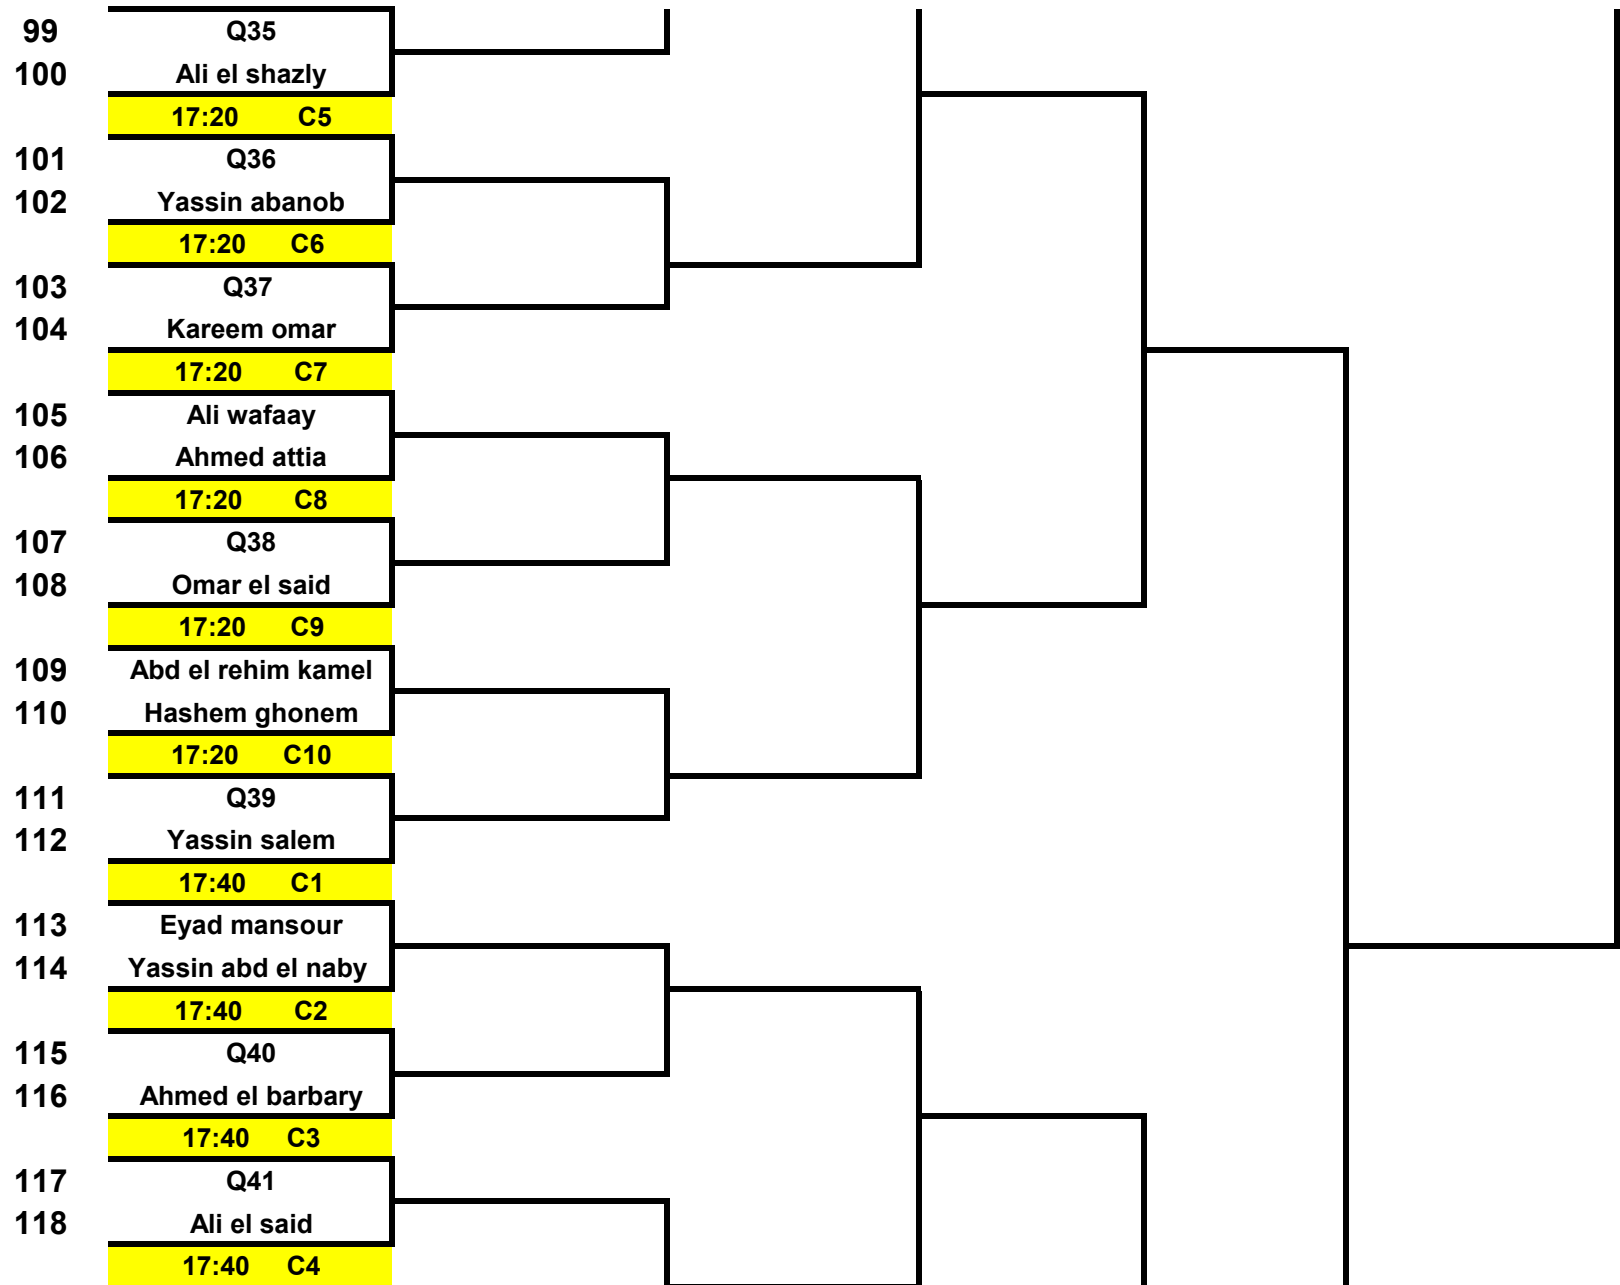 99 Q35
100 Ali el shazly
17:20 C5
101 Q36
102 Yassin abanob
17:20 C6
103 Q37
104 Kareem omar
17:20 C7
105 Ali wafaay
106 Ahmed attia
17:20 C8
107 Q38
108 Omar el said
17:20 C9
109 Abd el rehim kamel
110 Hashem ghonem
17:20 C10
111 Q39
112 Yassin salem
17:40 C1
113 Eyad mansour
114 Yassin abd el naby
17:40 C2
115 Q40
116 Ahmed el barbary
17:40 C3
117 Q41
118 Ali el said
17:40 C4